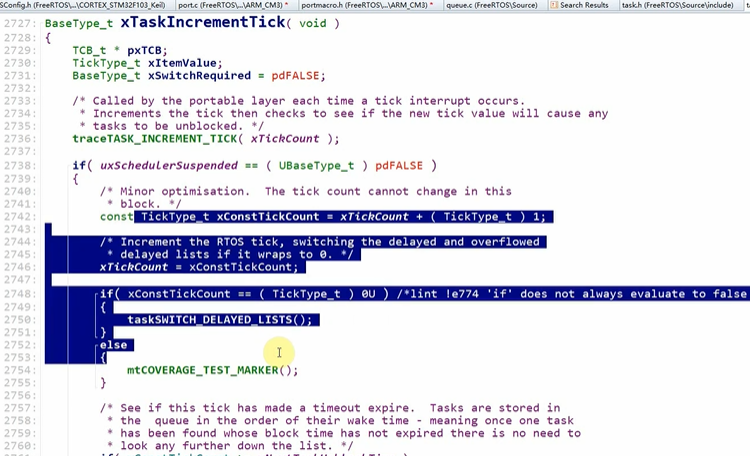 SConfig.h (FreeRTOS\...\CORTEX_STM32F103_Keil) port.c (FreeRTOS\...\ARM_CM3) * portmacro.h (FreeRTOS\...\ARM_CM3) * queue.c (FreeRTOS\Source) Search Results task.h (FreeRTOS\Source\include)
2727: BaseType_t xTaskIncrementTick( void )
2728: {
2729: TCB_t * pxTCB;
2730: TickType_t xItemValue;
2731: BaseType_t xSwitchRequired = pdFALSE;
2732:
2733: /* Called by the portable layer each time a tick interrupt occurs.
2734: * Increments the tick then checks to see if the new tick value will cause any
2735: * tasks to be unblocked. */
2736: traceTASK_INCREMENT_TICK( xTickCount );
2737:
2738: if( uxSchedulerSuspended == ( UBaseType_t ) pdFALSE )
2739: {
2740: /* Minor optimisation. The tick count cannot change in this
2741: * block. */
2742: const TickType_t xConstTickCount = xTickCount + ( TickType_t ) 1;
2743:
2744: /* Increment the RTOS tick, switching the delayed and overflowed
2745: * delayed lists if it wraps to 0. */
2746: xTickCount = xConstTickCount;
2747:
2748: if( xConstTickCount == ( TickType_t ) 0U ) /*lint !e774 'if' does not always evaluate to false
2749: {
2750: taskSWITCH_DELAYED_LISTS();
2751: }
2752: else
2753: {
2754: mtCOVERAGE_TEST_MARKER();
2755: }
2756:
2757: /* See if this tick has made a timeout expire. Tasks are stored in
2758: * the queue in the order of their wake time - meaning once one task
2759: * has been found whose block time has not expired there is no need to
2760: * look any further down the list. */